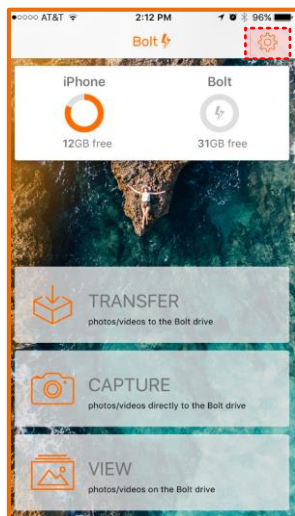 AT&T 2:12 PM 96%
Bolt
iPhone Bolt
12GB free 31GB free
TRANSFER
photos/videos to the Bolt drive
CAPTURE
photos/videos directly to the Bolt drive
VIEW
photos/videos on the Bolt drive